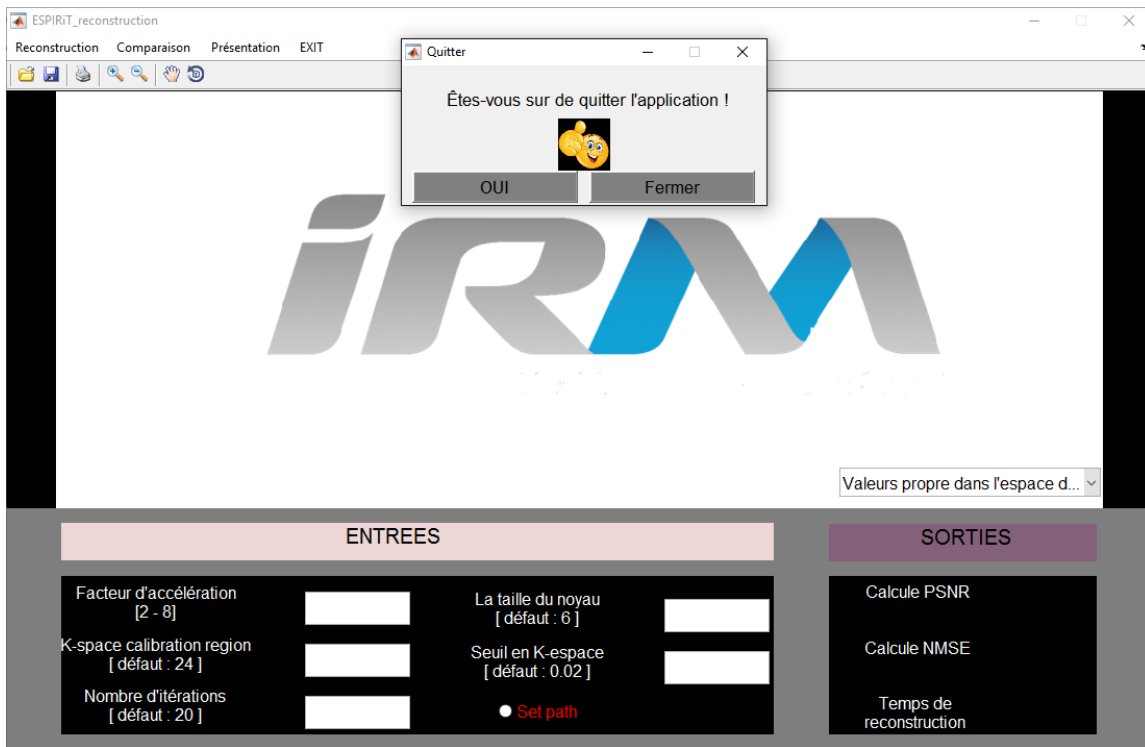 ESPIRiT_reconstruction
Reconstruction Comparaison Présentation EXIT
Quitter
Êtes-vous sur de quitter l'application !
OUI Fermer
iRM
Valeurs propre dans l'espace d...
ENTREES
SORTIES
Facteur d'accélération
[2 - 8]
K-space calibration region
[ défaut : 24 ]
Nombre d'itérations
[ défaut : 20 ]
La taille du noyau
[ défaut : 6 ]
Seuil en K-espace
[ défaut : 0.02 ]
Set path
Calcule PSNR
Calcule NMSE
Temps de
reconstruction